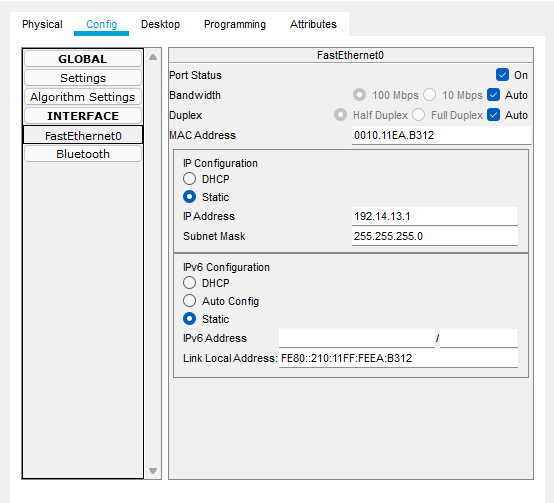 Physical Config Desktop Programming Attributes
GLOBAL
Settings
Algorithm Settings
INTERFACE
FastEthernet0
Bluetooth
FastEthernet0
Port Status On
Bandwidth 100 Mbps 10 Mbps Auto
Duplex Half Duplex Full Duplex Auto
MAC Address 0010.11EA.B312
IP Configuration
DHCP
Static
IP Address 192.14.13.1
Subnet Mask 255.255.255.0
IPv6 Configuration
DHCP
Auto Config
Static
IPv6 Address /
Link Local Address: FE80::210:11FF:FEEA:B312